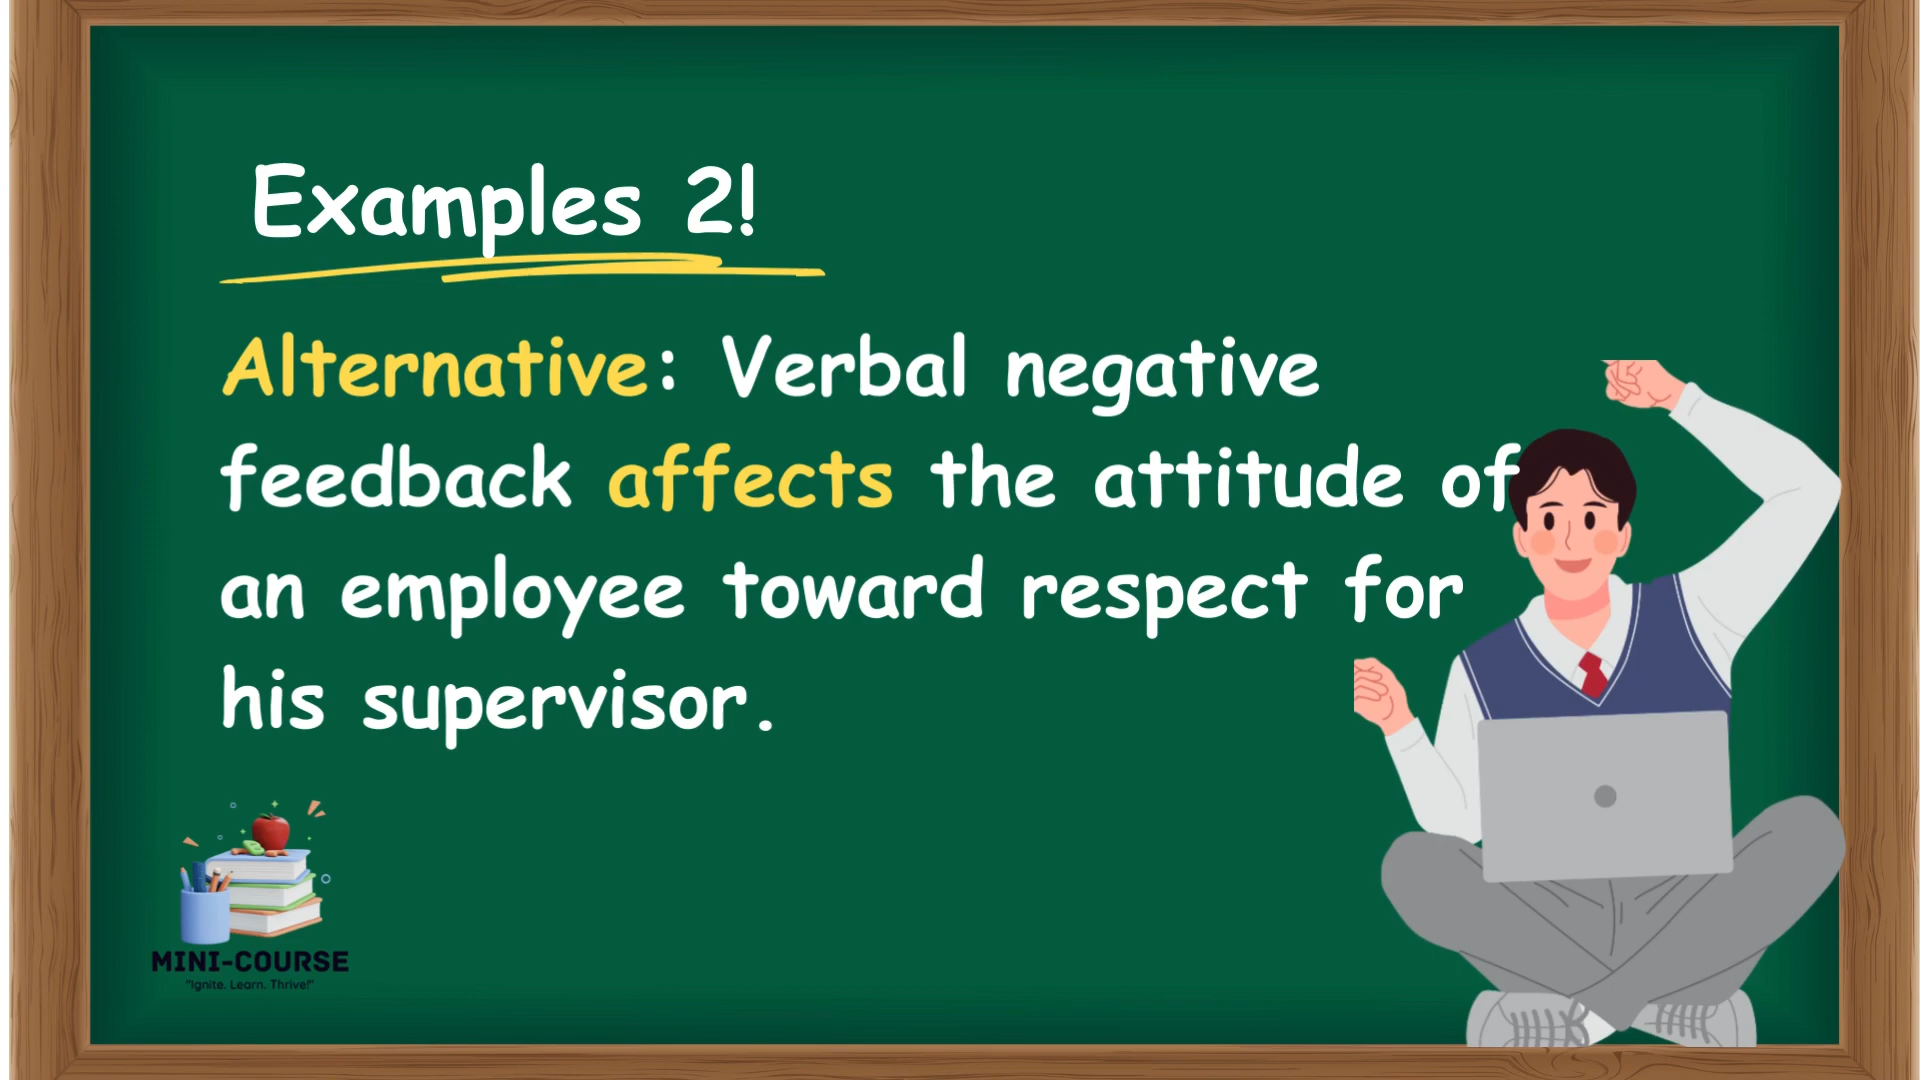 Examples 2!
Alternative: Verbal negative
feedback affects the attitude of
an employee toward respect for
his supervisor.
MINI-COURSE
"Ignite. Learn. Thrive!"